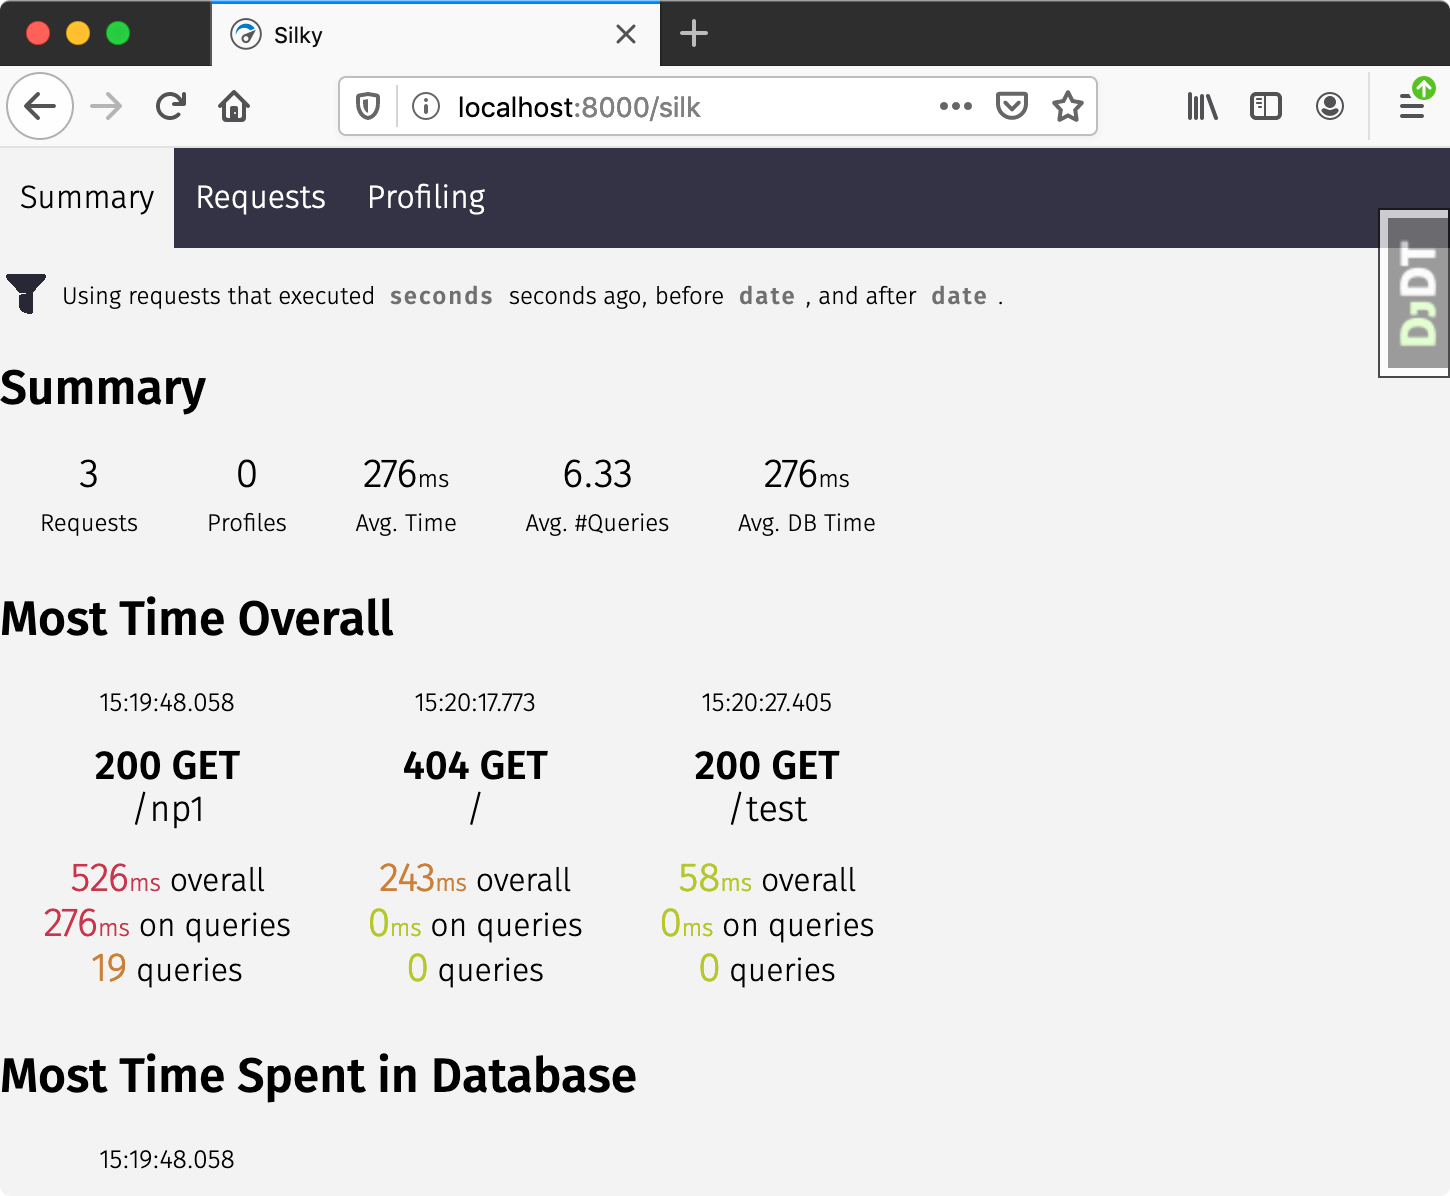 Silky
localhost:8000/silk
Summary Requests Profiling
DJDT
Using requests that executed seconds seconds ago, before date , and after date .
Summary
3 0 276ms 6.33 276ms
Requests Profiles Avg. Time Avg. #Queries Avg. DB Time
Most Time Overall
15:19:48.058 15:20:17.773 15:20:27.405
200 GET 404 GET 200 GET
/np1 / /test
526ms overall 243ms overall 58ms overall
276ms on queries 0ms on queries 0ms on queries
19 queries 0 queries 0 queries
Most Time Spent in Database
15:19:48.058